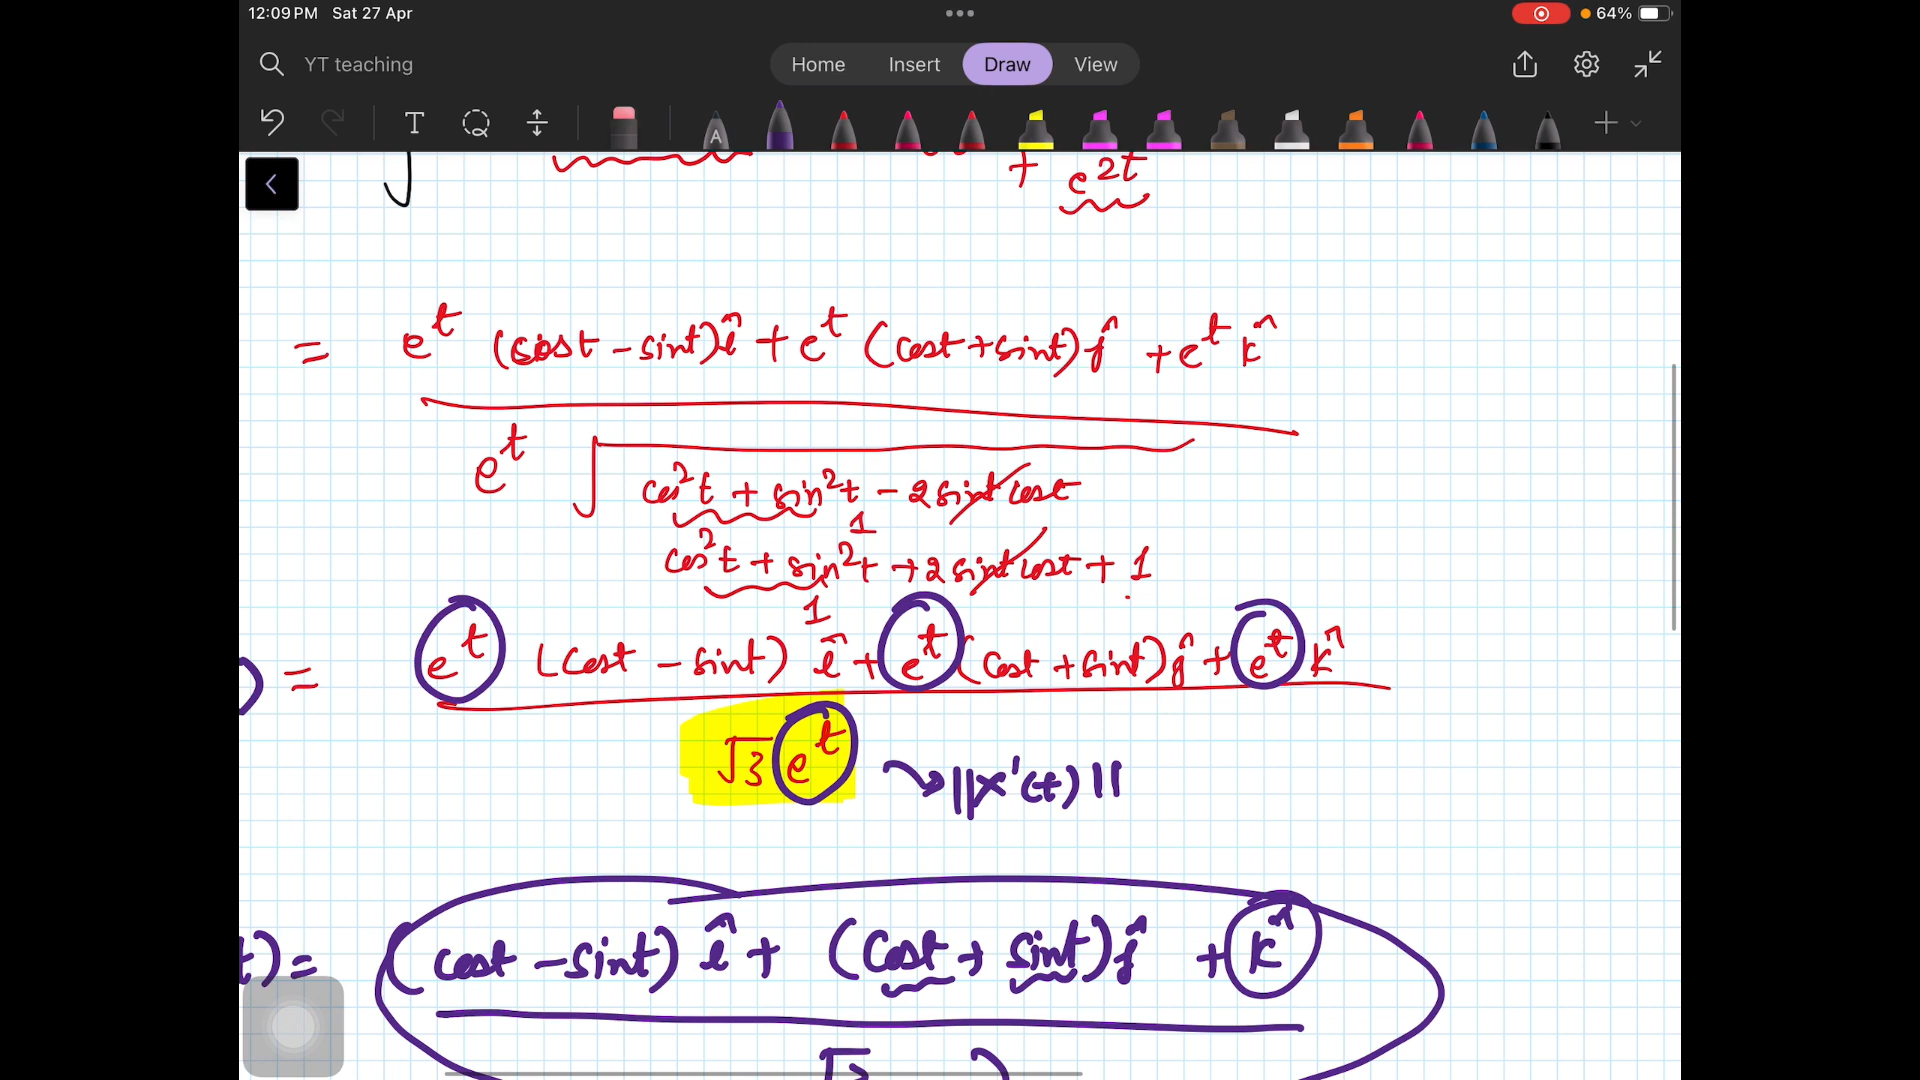 12:09 PM Sat 27 Apr 64%
YT teaching Home Insert Draw View
T A
+ e^{2t}
= e^t (cost - sint) î + e^t (cost + sint) ĵ + e^t k̂
e^t √ cos²t + sin²t - 2 sint cost
1
cos²t + sin²t + 2 sint cost + 1
1
) = e^t (cost - sint) î + e^t (cost + sint) ĵ + e^t k̂
√3 e^t → ||x'(t)||
t) = (cost - sint) î + (cost + sint) ĵ + k̂